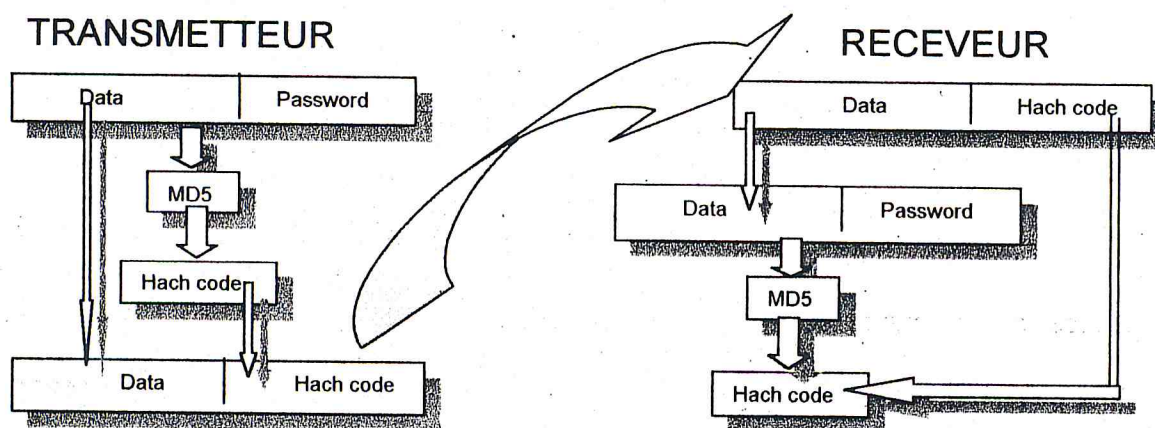 TRANSMETTEUR
Data Password
MD5
Hach code
Data Hach code
RECEVEUR
Data Hach code
Data Password
MD5
Hach code